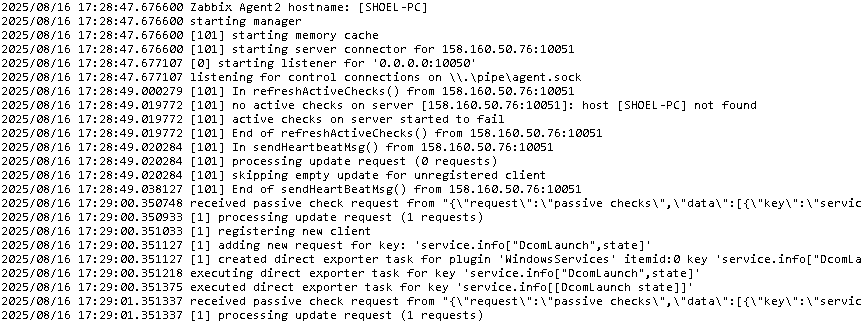 2025/08/16 17:28:47.676600 Zabbix Agent2 hostname: [SHOEL-PC]
2025/08/16 17:28:47.676600 starting manager
2025/08/16 17:28:47.676600 [101] starting memory cache
2025/08/16 17:28:47.676600 [101] starting server connector for 158.160.50.76:10051
2025/08/16 17:28:47.677107 [0] starting listener for '0.0.0.0:10050'
2025/08/16 17:28:47.677107 listening for control connections on \\.\pipe\agent.sock
2025/08/16 17:28:49.000279 [101] In refreshActiveChecks() from 158.160.50.76:10051
2025/08/16 17:28:49.019772 [101] no active checks on server [158.160.50.76:10051]: host [SHOEL-PC] not found
2025/08/16 17:28:49.019772 [101] active checks on server started to fail
2025/08/16 17:28:49.019772 [101] End of refreshActiveChecks() from 158.160.50.76:10051
2025/08/16 17:28:49.020284 [101] In sendHeartbeatMsg() from 158.160.50.76:10051
2025/08/16 17:28:49.020284 [101] processing update request (0 requests)
2025/08/16 17:28:49.020284 [101] skipping empty update for unregistered client
2025/08/16 17:28:49.038127 [101] End of sendHeartBeatMsg() from 158.160.50.76:10051
2025/08/16 17:29:00.350748 received passive check request from "{\"request\":\"passive checks\",\"data\":[{\"key\":\"servic
2025/08/16 17:29:00.350933 [1] processing update request (1 requests)
2025/08/16 17:29:00.351033 [1] registering new client
2025/08/16 17:29:00.351127 [1] adding new request for key: 'service.info["DcomLaunch",state]'
2025/08/16 17:29:00.351127 [1] created direct exporter task for plugin 'WindowsServices' itemid:0 key 'service.info["DcomLa
2025/08/16 17:29:00.351218 executing direct exporter task for key 'service.info["DcomLaunch",state]'
2025/08/16 17:29:00.351375 executed direct exporter task for key 'service.info[[DcomLaunch state]]'
2025/08/16 17:29:01.351337 received passive check request from "{\"request\":\"passive checks\",\"data\":[{\"key\":\"servic
2025/08/16 17:29:01.351337 [1] processing update request (1 requests)